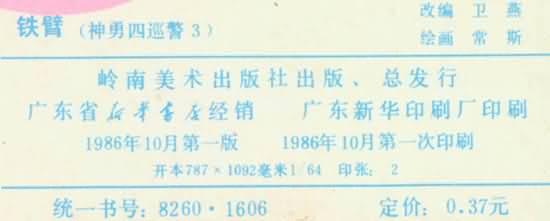 铁臂（神勇四巡警3） 改编 卫燕
绘画 常斯
岭南美术出版社出版、总发行
广东省新华书店经销 广东新华印刷厂印刷
1986年10月第一版 1986年10月第一次印刷
开本787×1092毫米1/64 印张：2
统一书号：8260·1606 定价：0.37元